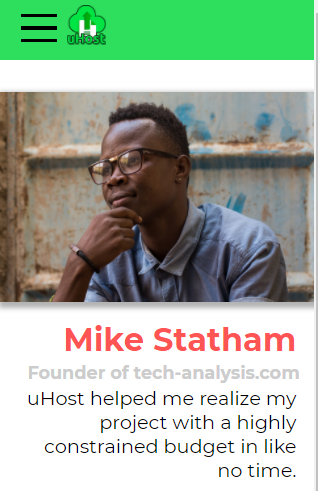 uHost
Mike Statham
Founder of tech-analysis.com
uHost helped me realize my
project with a highly
constrained budget in like
no time.